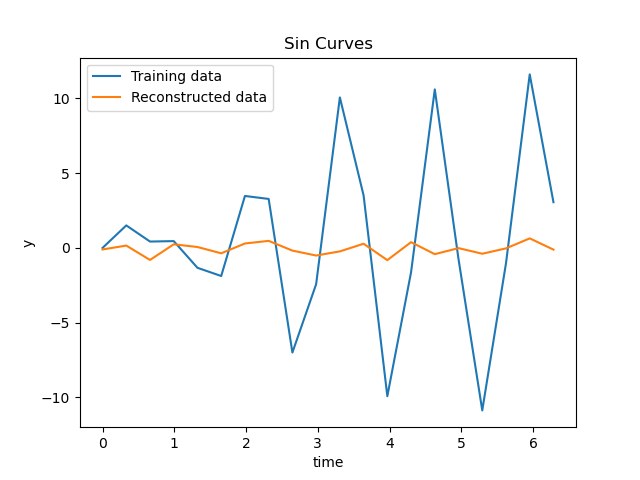 Sin Curves
Training data
Reconstructed data
y
10
5
0
−5
−10
0 1 2 3 4 5 6
time